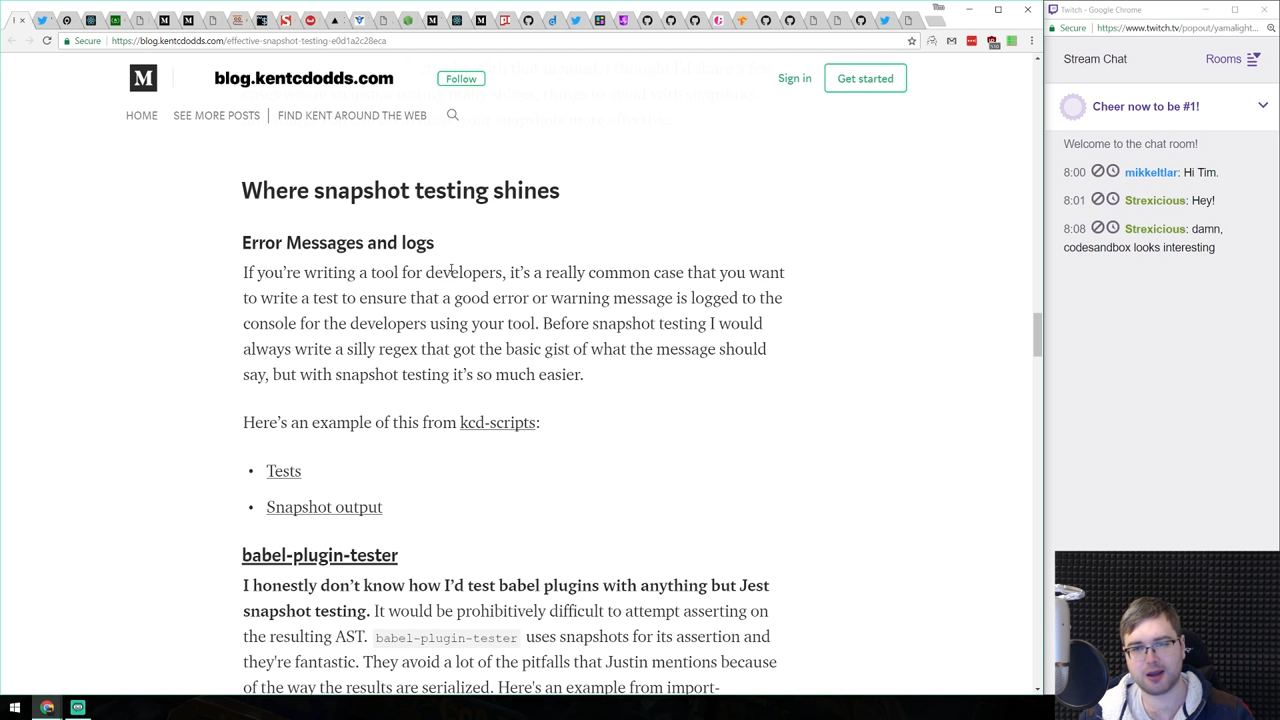 Secure
https://blog.kentcdodds.com/effective-snapshot-testing-e0d1a2c28eca
M
blog.kentcdodds.com
Follow
Sign in
Get started
HOME
SEE MORE POSTS
FIND KENT AROUND THE WEB
Where snapshot testing shines
Error Messages and logs
If you’re writing a tool for developers, it’s a really common case that you want
to write a test to ensure that a good error or warning message is logged to the
console for the developers using your tool. Before snapshot testing I would
always write a silly regex that got the basic gist of what the message should
say, but with snapshot testing it’s so much easier.
Here’s an example of this from kcd-scripts:
• Tests
• Snapshot output
babel-plugin-tester
I honestly don’t know how I’d test babel plugins with anything but Jest
snapshot testing. It would be prohibitively difficult to attempt asserting on
the resulting AST. babel-plugin-tester uses snapshots for its assertion and
they're fantastic. They avoid a lot of the pitfalls that Justin mentions because
of the way the results are serialized. Here's an example from import-
Twitch - Google Chrome
Secure
https://www.twitch.tv/popout/yamalight...
Stream Chat
Rooms
Cheer now to be #1!
Welcome to the chat room!
8:00 mikkeltlar: Hi Tim.
8:01 Strexicious: Hey!
8:08 Strexicious: damn,
codesandbox looks interesting